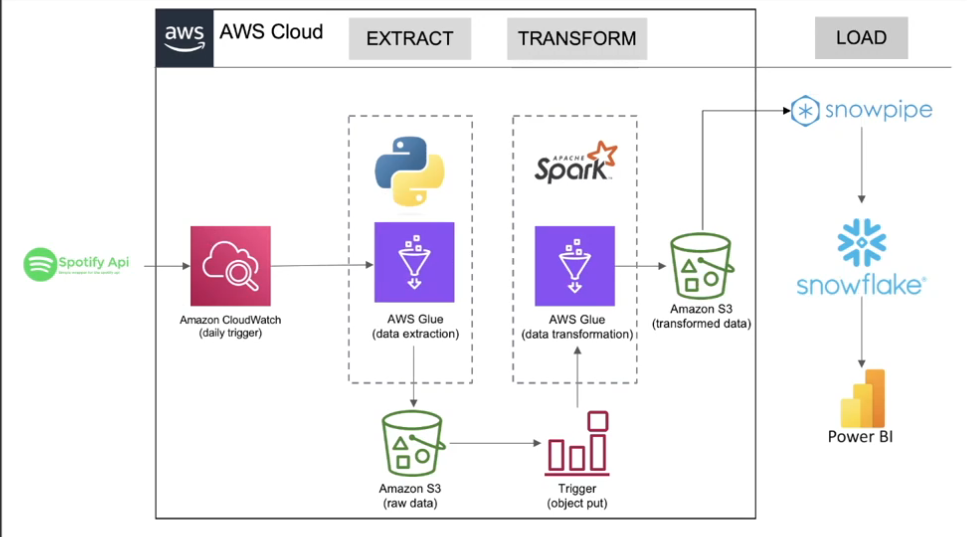 aws
AWS Cloud
EXTRACT
TRANSFORM
LOAD
snowpipe
APACHE
Spark
Spotify Api
snowflake®
Amazon CloudWatch
(daily trigger)
AWS Glue
(data extraction)
AWS Glue
(data transformation)
Amazon S3
(transformed data)
Power BI
Amazon S3
(raw data)
Trigger
(object put)